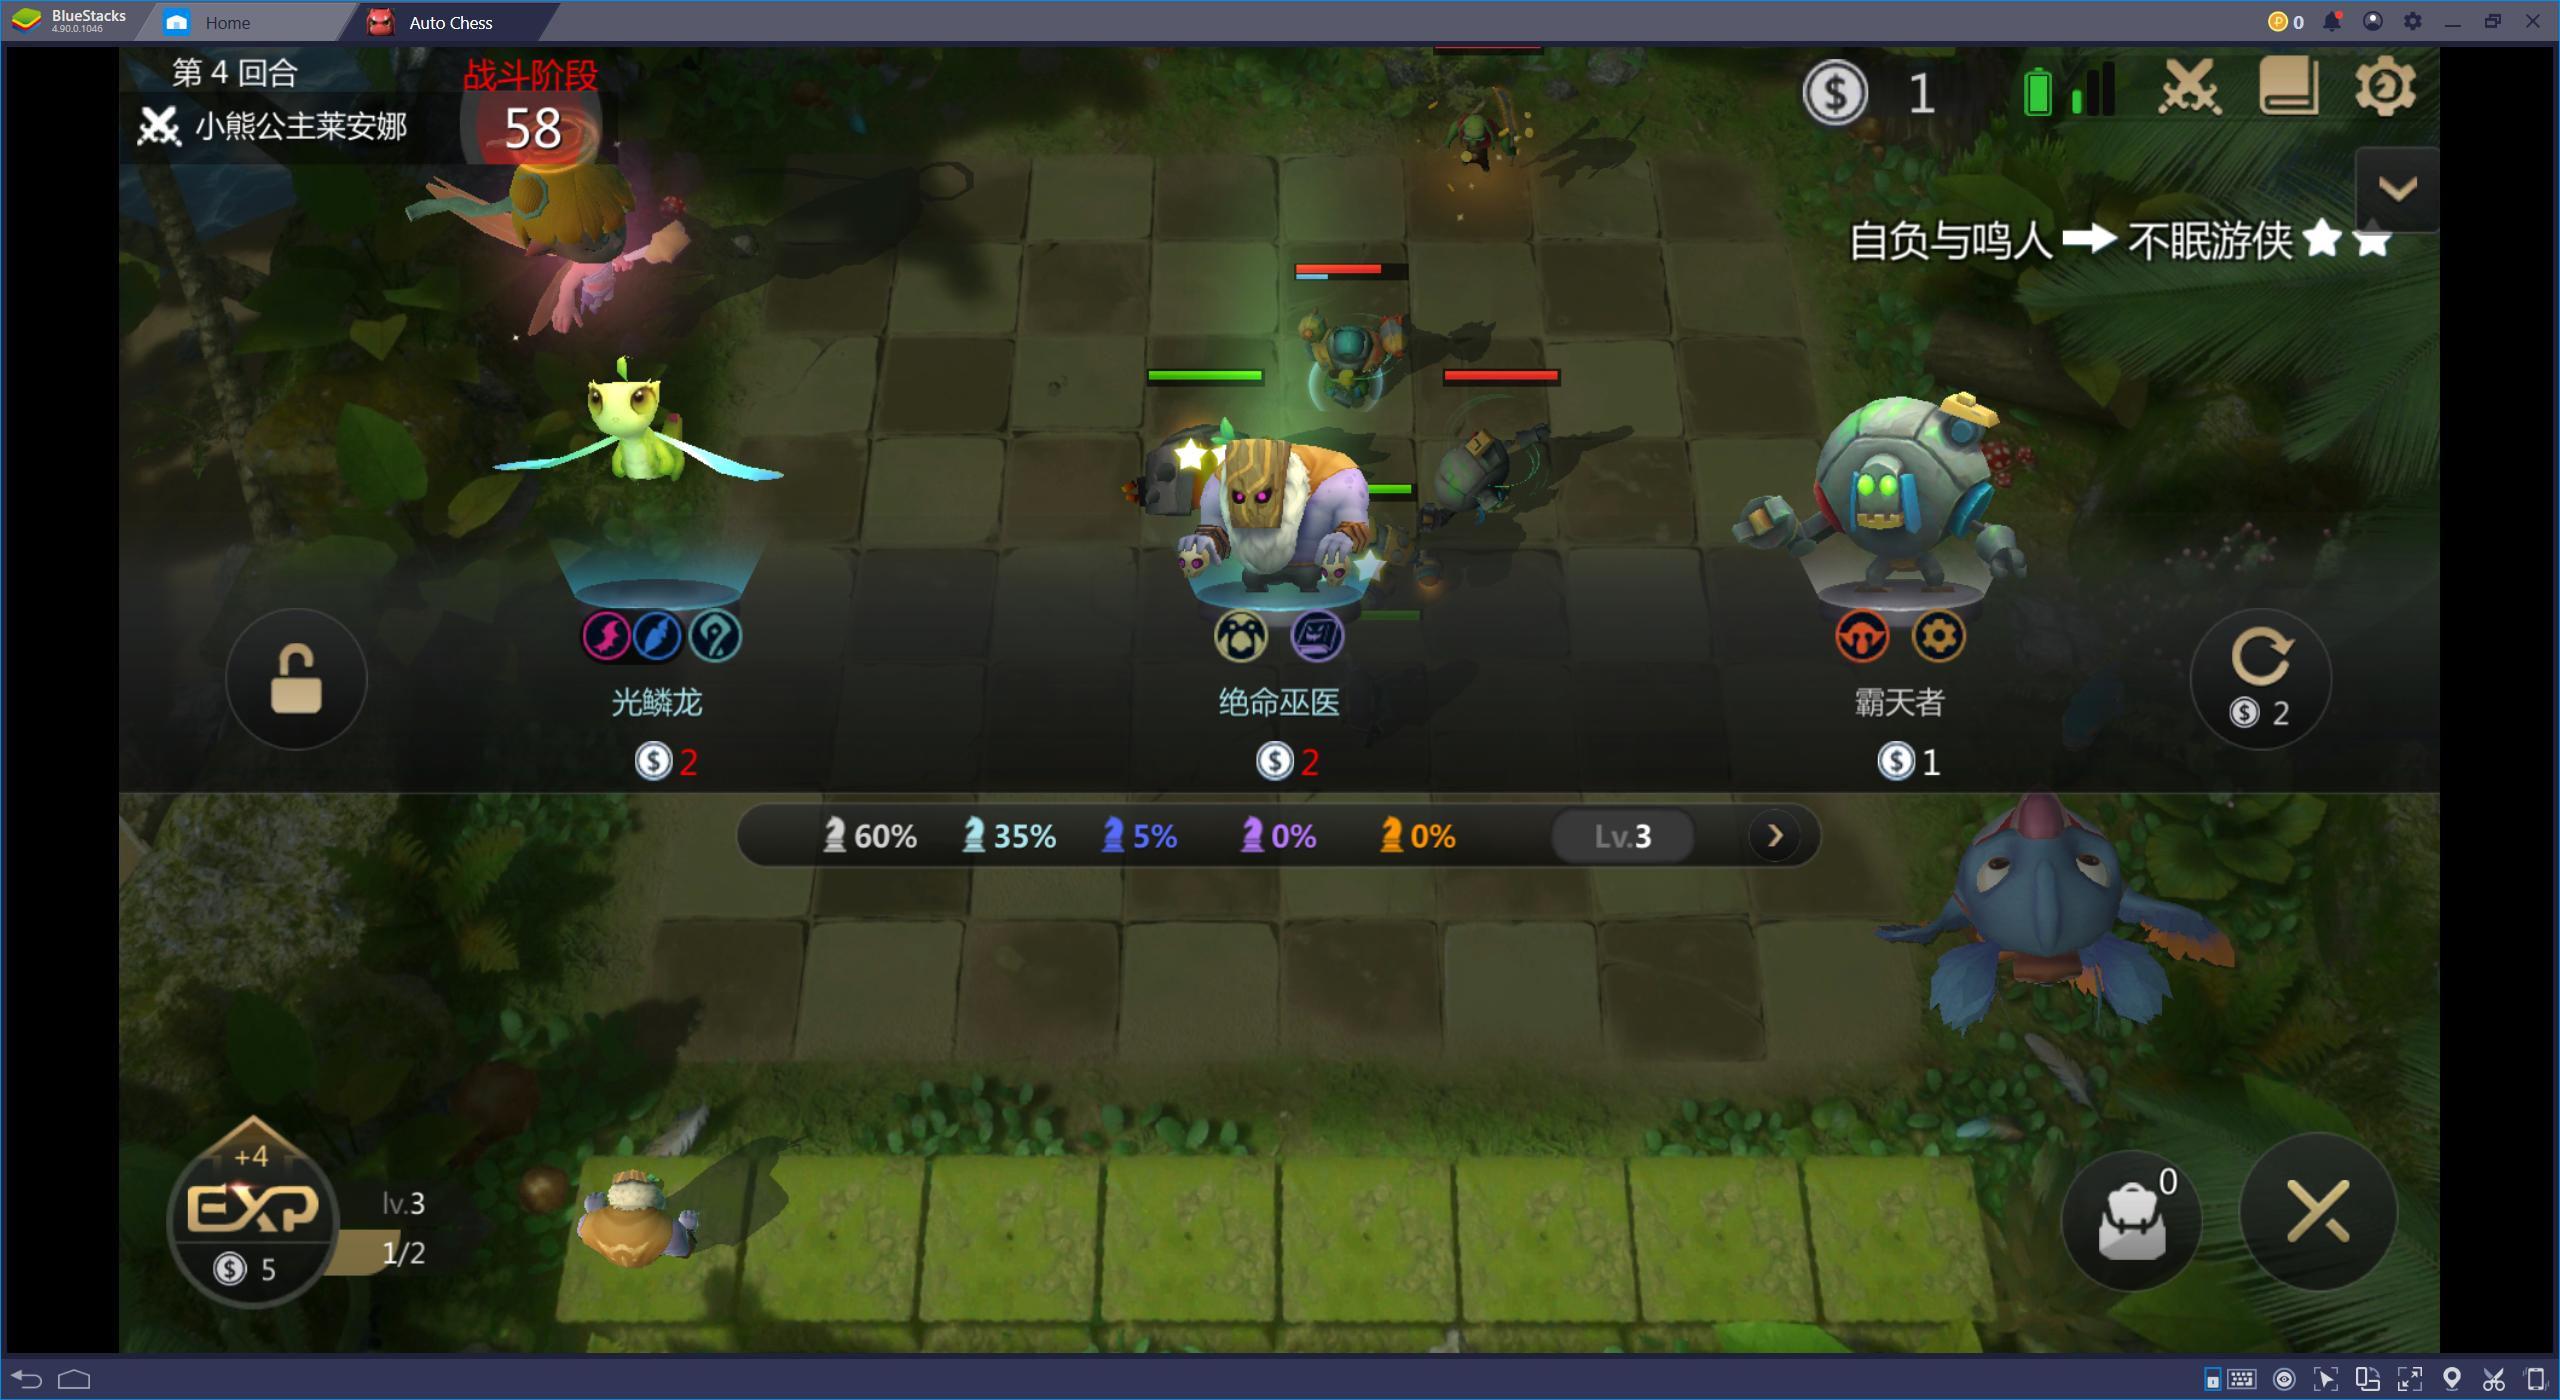 BlueStacks
4.90.0.1046
Home
Auto Chess
0
第 4 回合
战斗阶段
小熊公主莱安娜
58
1
自负与鸣人 不眠游侠
光鳞龙
绝命巫医
霸天者
2
2
1
2
60% 35% 5% 0% 0% Lv.3
+4
EXP
5
lv.3
1/2
0